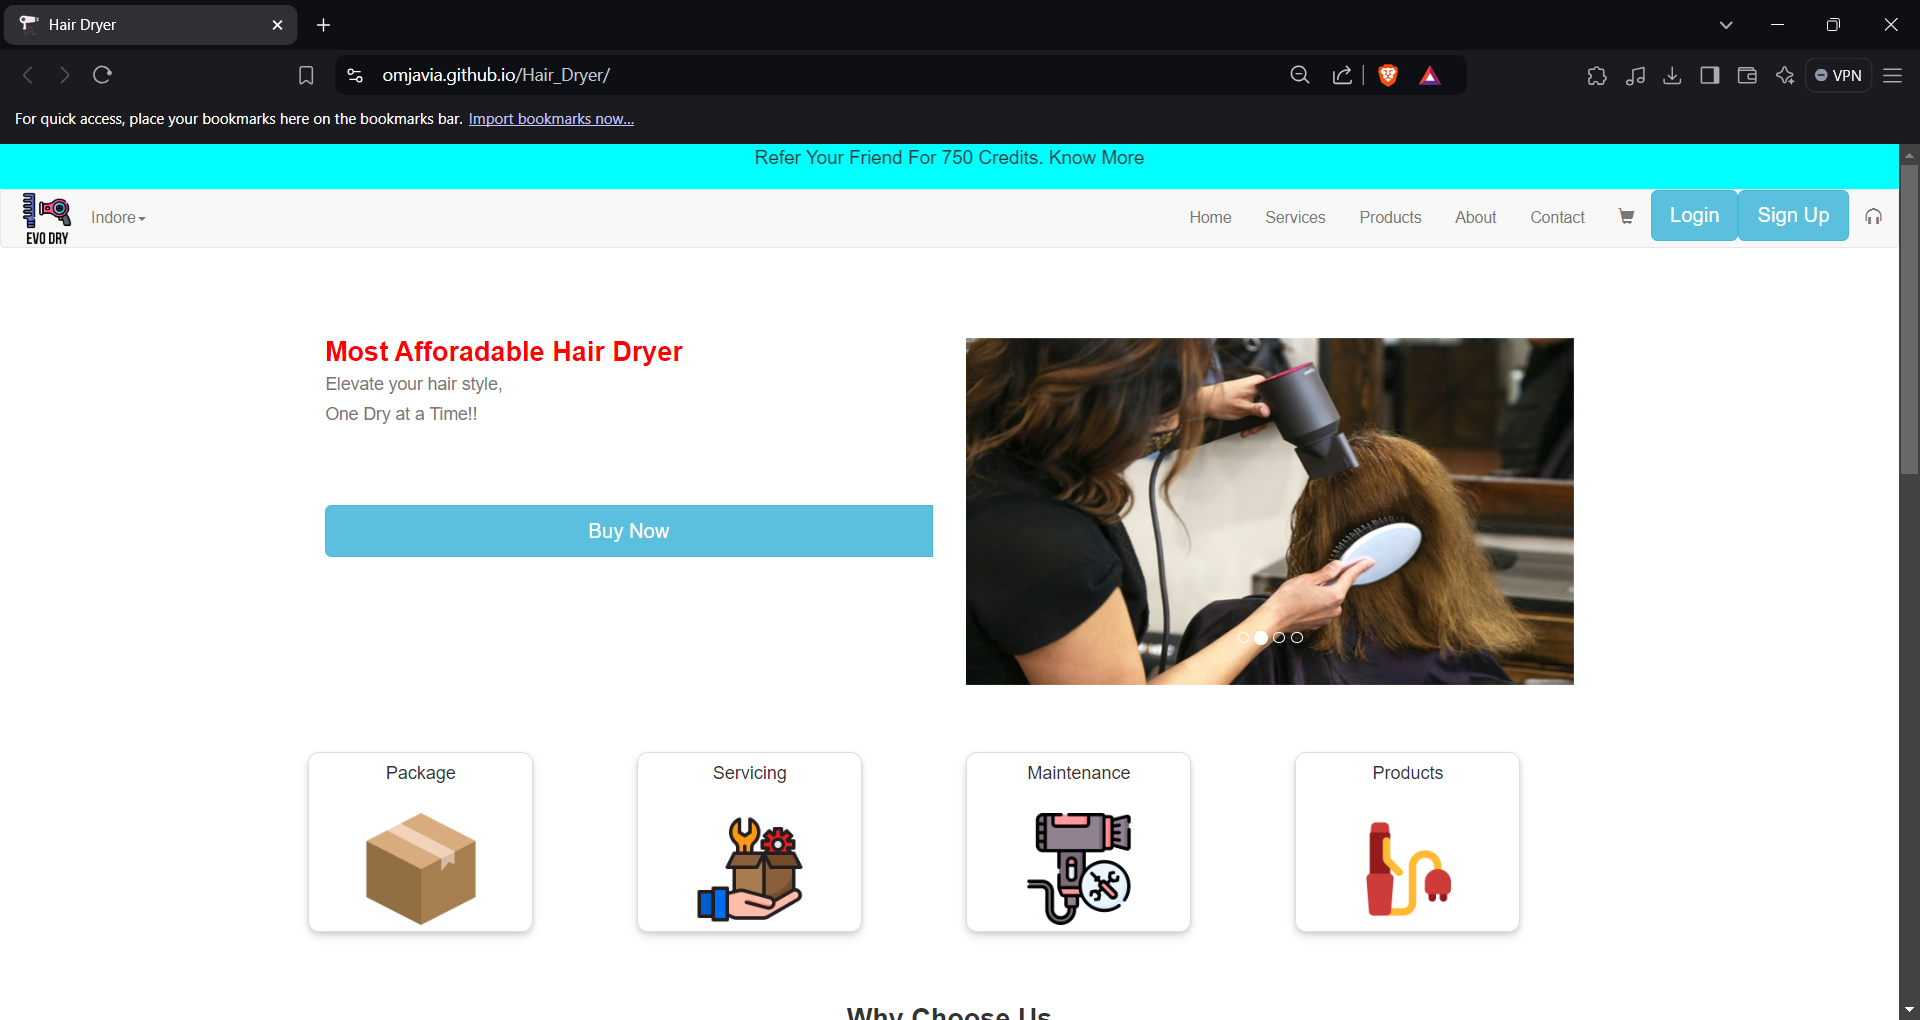 Hair Dryer
omjavia.github.io/Hair_Dryer/
VPN
For quick access, place your bookmarks here on the bookmarks bar. Import bookmarks now...
Refer Your Friend For 750 Credits. Know More
EVO DRY
Indore
Home
Services
Products
About
Contact
Login
Sign Up
Most Afforadable Hair Dryer
Elevate your hair style,
One Dry at a Time!!
Buy Now
Package
Servicing
Maintenance
Products
Why Choose Us